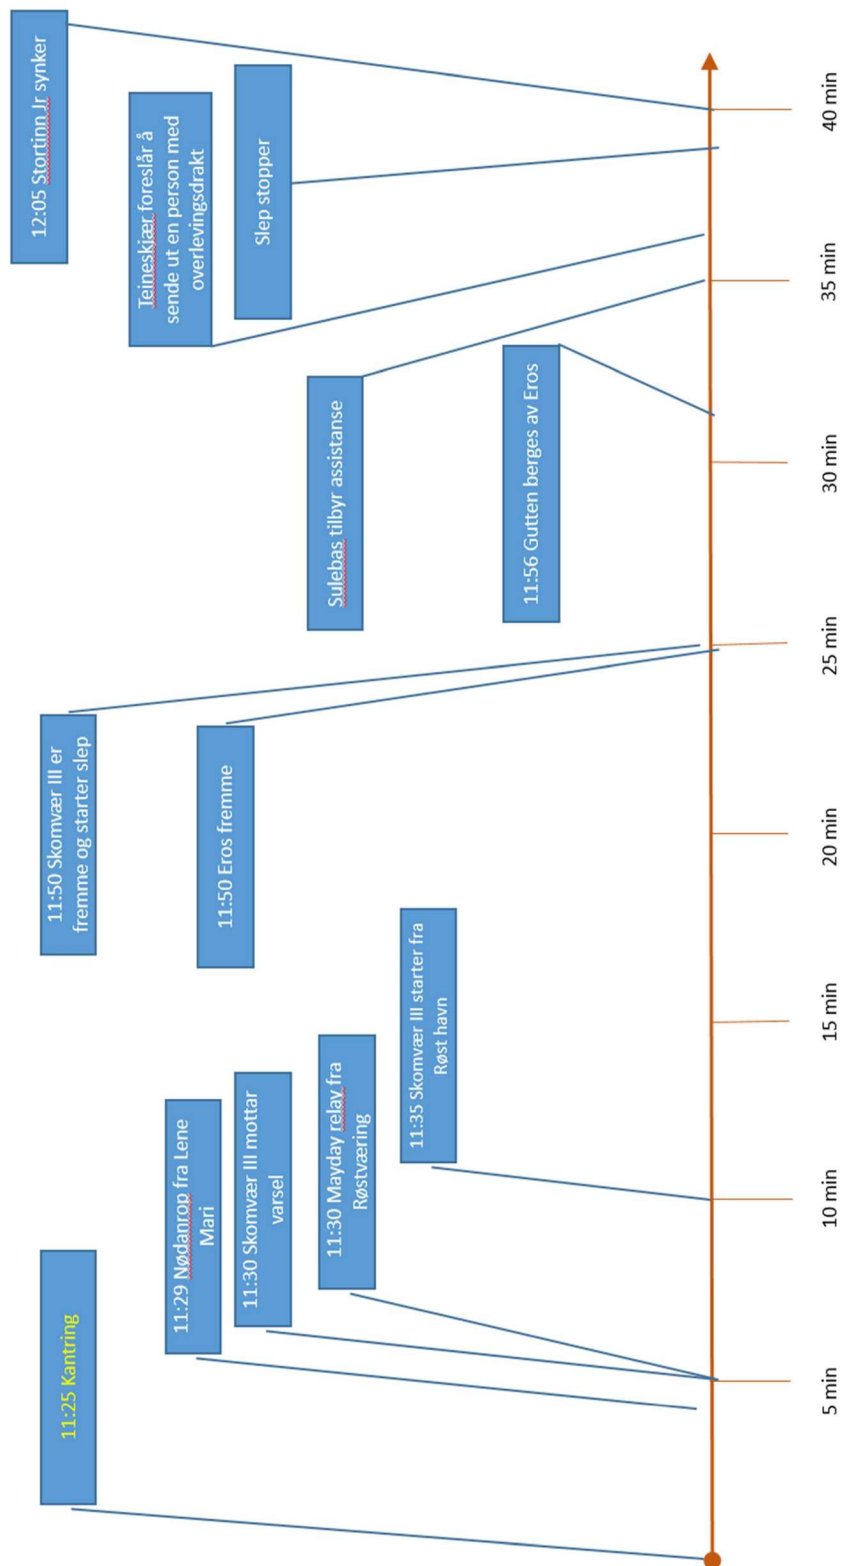 11:25 Kantring
11:29 Nødanrop fra Lene
Mari
11:30 Skomvær III mottar
varsel
11:30 Mayday relay fra
Røstværing
11:35 Skomvær III starter fra
Røst havn
11:50 Skomvær III er
fremme og starter slep
11:50 Eros fremme
11:56 Gutten berges av Eros
Sulebas tilbyr assistanse
Teineskjær foreslår å
sende ut en person med
overlevingsdrakt
Slep stopper
12:05 Stortinn Jr synker
5 min
10 min
15 min
20 min
25 min
30 min
35 min
40 min